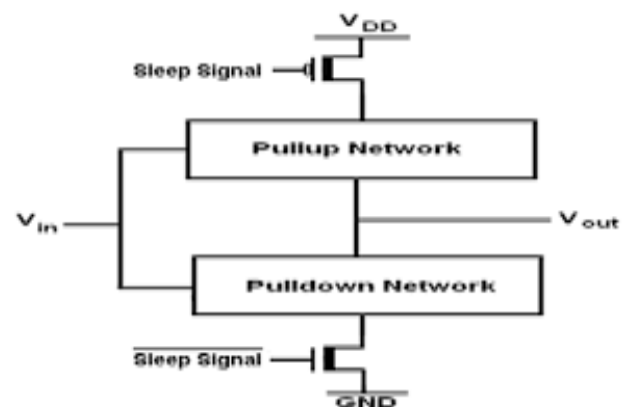 VDD
Sleep Signal
Pullup Network
Vin
Vout
Pulldown Network
Sleep Signal
GND